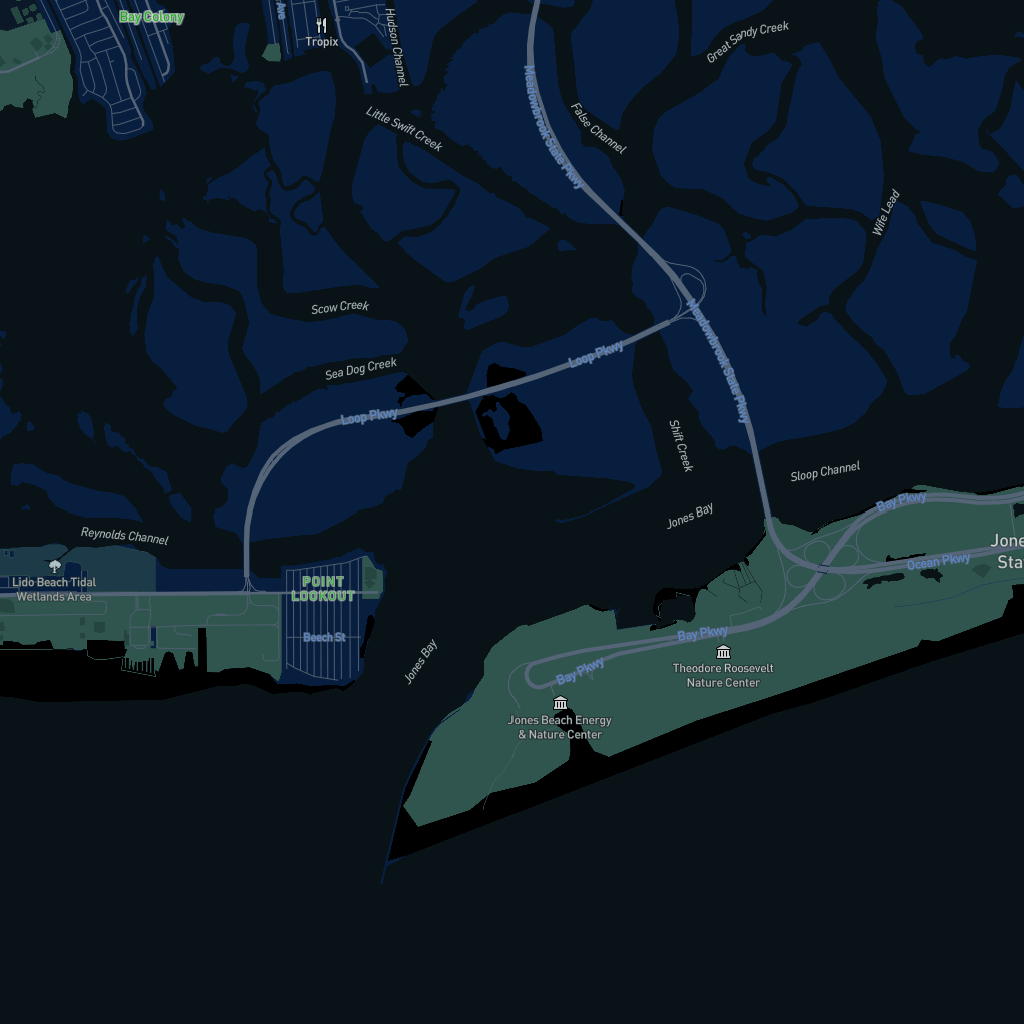 Bay Colony
Ave
Tropix
Hudson Channel
Great Sandy Creek
Meadowbrook State Pkwy
False Channel
Little Swift Creek
Wife Lead
Scow Creek
Meadowbrook State Pkwy
Loop Pkwy
Sea Dog Creek
Loop Pkwy
Shift Creek
Sloop Channel
Bay Pkwy
Jones Bay
Reynolds Channel
Jone
Sta
Ocean Pkwy
Lido Beach Tidal
Wetlands Area
POINT
LOOKOUT
Beech St
Bay Pkwy
Jones Bay
Bay Pkwy
Theodore Roosevelt
Nature Center
Jones Beach Energy
& Nature Center